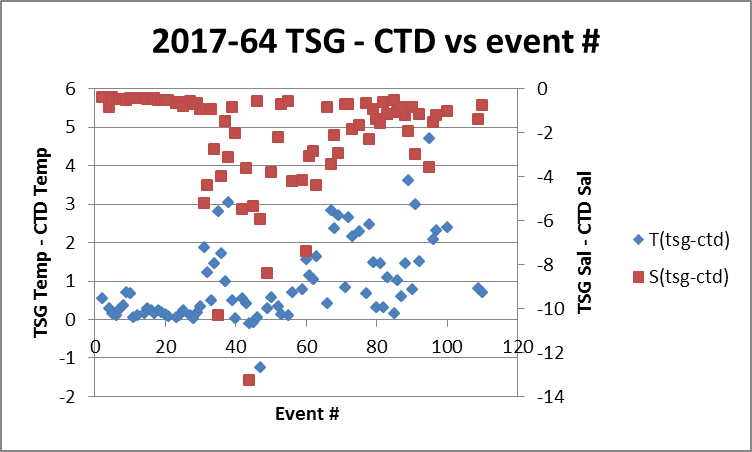 2017-64 TSG - CTD vs event #
TSG Temp - CTD Temp
6
5
4
3
2
1
0
-1
-2
0
-2
-4
-6
-8
-10
-12
-14
TSG Sal - CTD Sal
0 20 40 60 80 100 120
Event #
T(tsg-ctd)
S(tsg-ctd)